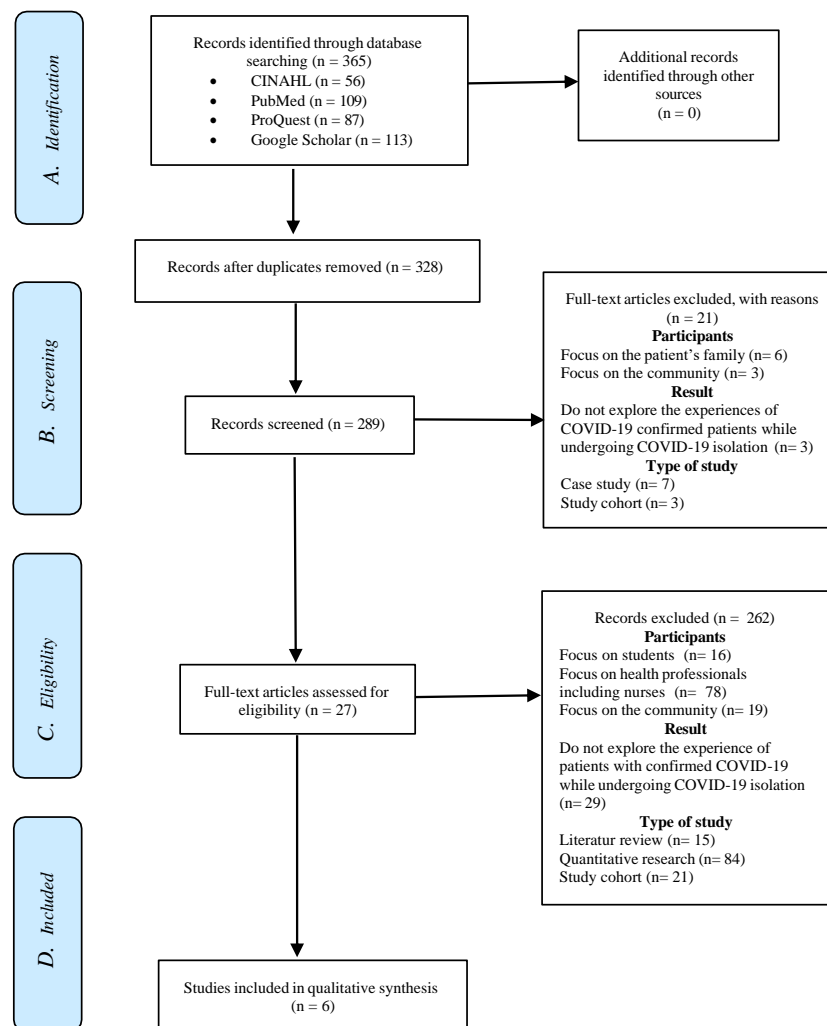 A. Identification
Records identified through database
searching (n = 365)
• CINAHL (n = 56)
• PubMed (n = 109)
• ProQuest (n = 87)
• Google Scholar (n = 113)
Additional records
identified through other
sources
(n = 0)
Records after duplicates removed (n = 328)
B. Screening
Records screened (n = 289)
Full-text articles excluded, with reasons
(n = 21)
Participants
Focus on the patient's family (n= 6)
Focus on the community (n= 3)
Result
Do not explore the experiences of
COVID-19 confirmed patients while
undergoing COVID-19 isolation (n= 3)
Type of study
Case study (n= 7)
Study cohort (n= 3)
C. Eligibility
Full-text articles assessed for
eligibility (n = 27)
Records excluded (n = 262)
Participants
Focus on students (n= 16)
Focus on health professionals
including nurses (n= 78)
Focus on the community (n= 19)
Result
Do not explore the experience of
patients with confirmed COVID-19
while undergoing COVID-19 isolation
(n= 29)
Type of study
Literatur review (n= 15)
Quantitative research (n= 84)
Study cohort (n= 21)
D. Included
Studies included in qualitative synthesis
(n = 6)